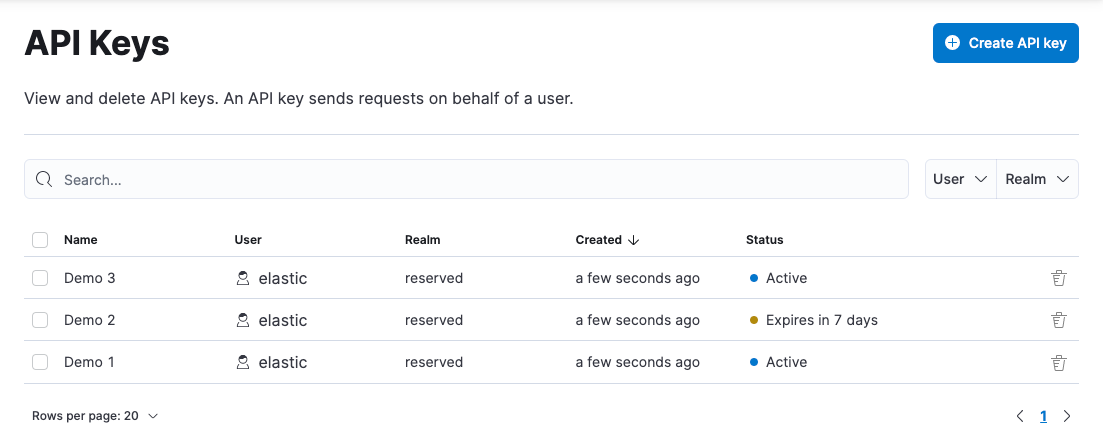 API Keys
Create API key
View and delete API keys. An API key sends requests on behalf of a user.
Search...
User
Realm
Name User Realm Created Status
Demo 3 elastic reserved a few seconds ago Active
Demo 2 elastic reserved a few seconds ago Expires in 7 days
Demo 1 elastic reserved a few seconds ago Active
Rows per page: 20
1